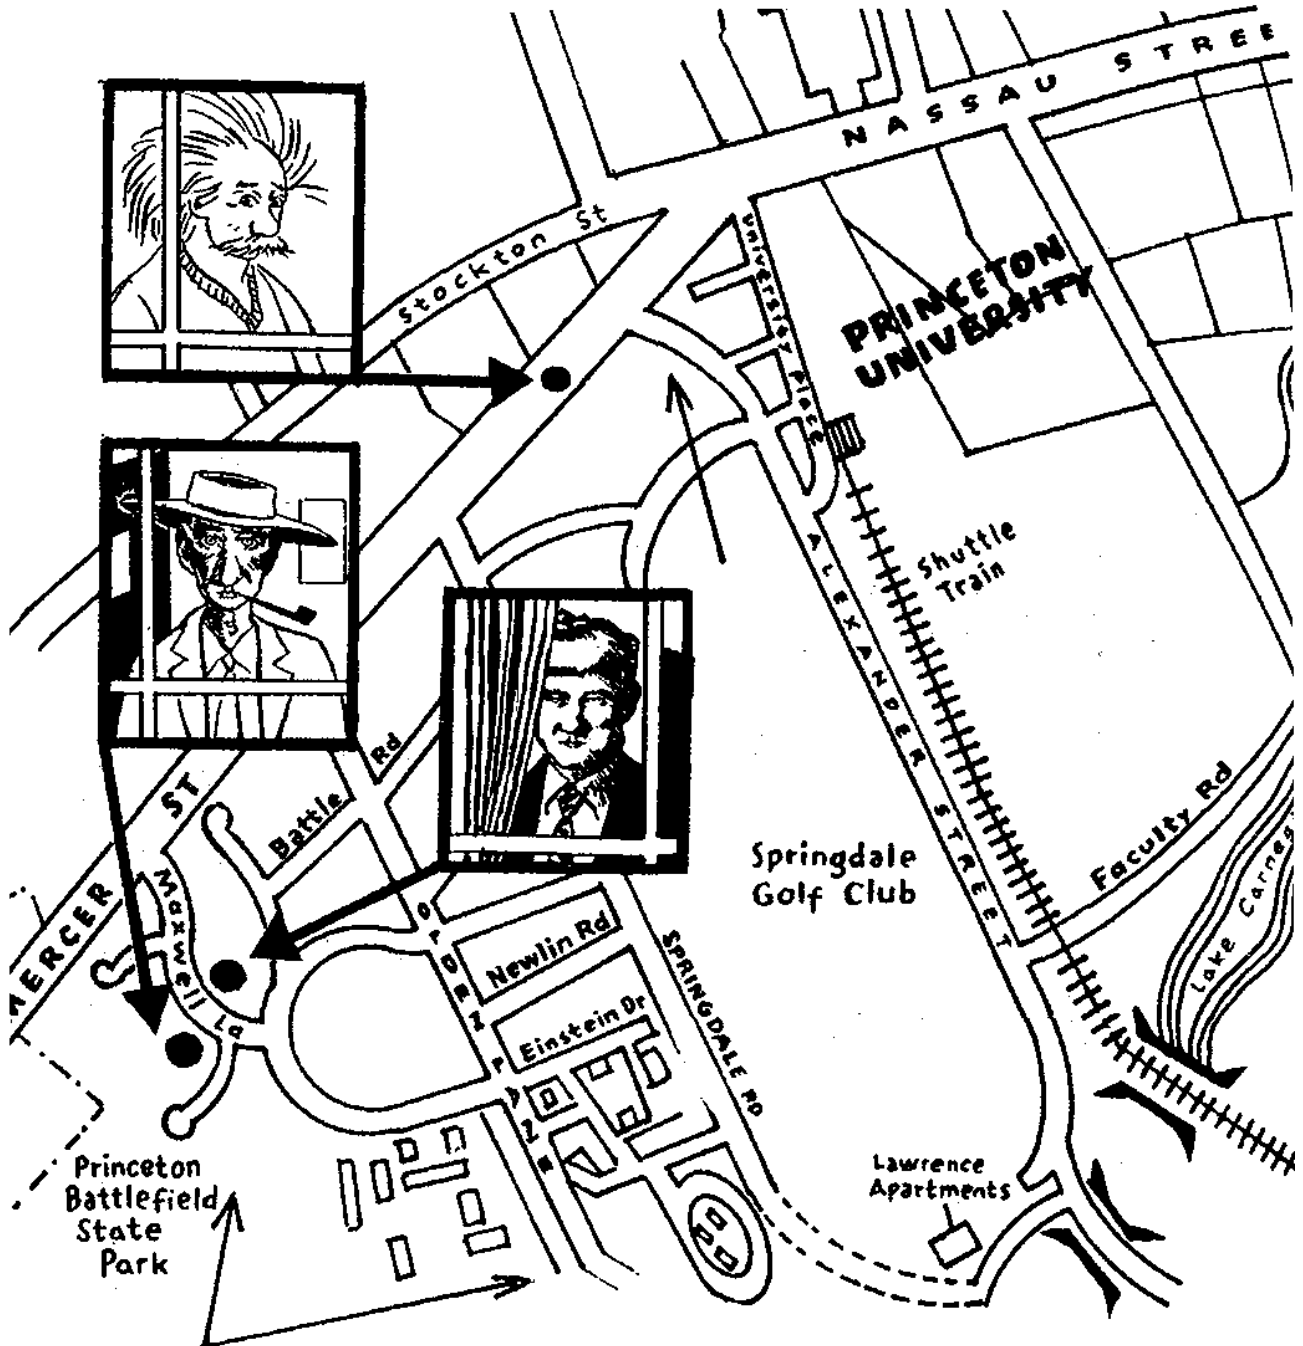 NASSAU STREE
Stockton St
University Place
PRINCETON
UNIVERSITY
Shuttle
Train
ALEXANDER STREET
Rd
Battle
MERCER ST
Maxwell La
OLDEN
Newlin Rd
Einstein Dr
SPRINGDALE RD
Springdale
Golf Club
Faculty Rd
Lake Carneg
Lawrence
Apartments
Princeton
Battlefield
State
Park